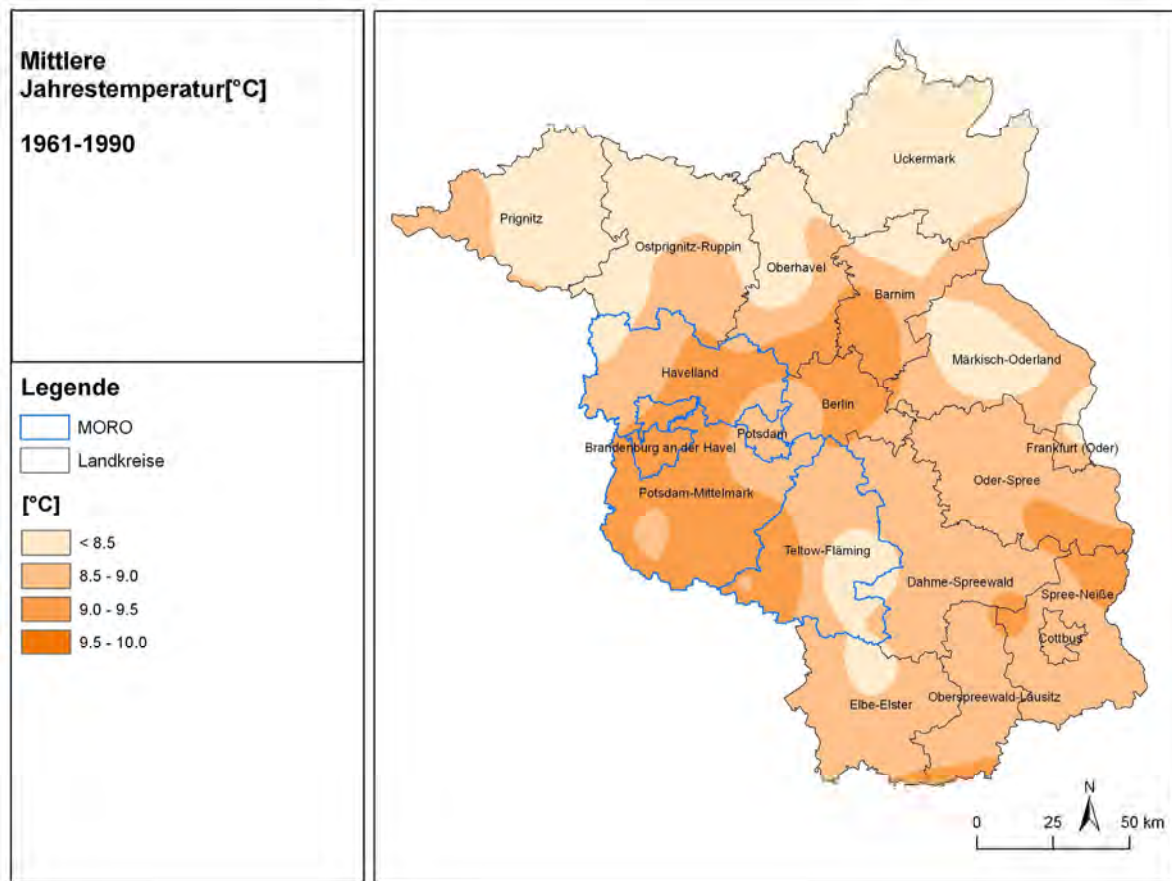 Mittlere
Jahrestemperatur[°C]
1961-1990
Legende
MORO
Landkreise
[°C]
< 8.5
8.5 - 9.0
9.0 - 9.5
9.5 - 10.0
Uckermark
Prignitz
Ostprignitz-Ruppin
Oberhavel
Barnim
Märkisch-Oderland
Havelland
Berlin
Potsdam
Brandenburg an der Havel
Frankfurt (Oder)
Oder-Spree
Potsdam-Mittelmark
Teltow-Fläming
Dahme-Spreewald
Spree-Neiße
Cottbus
Oberspreewald-Lausitz
Elbe-Elster
N
0 25 50 km